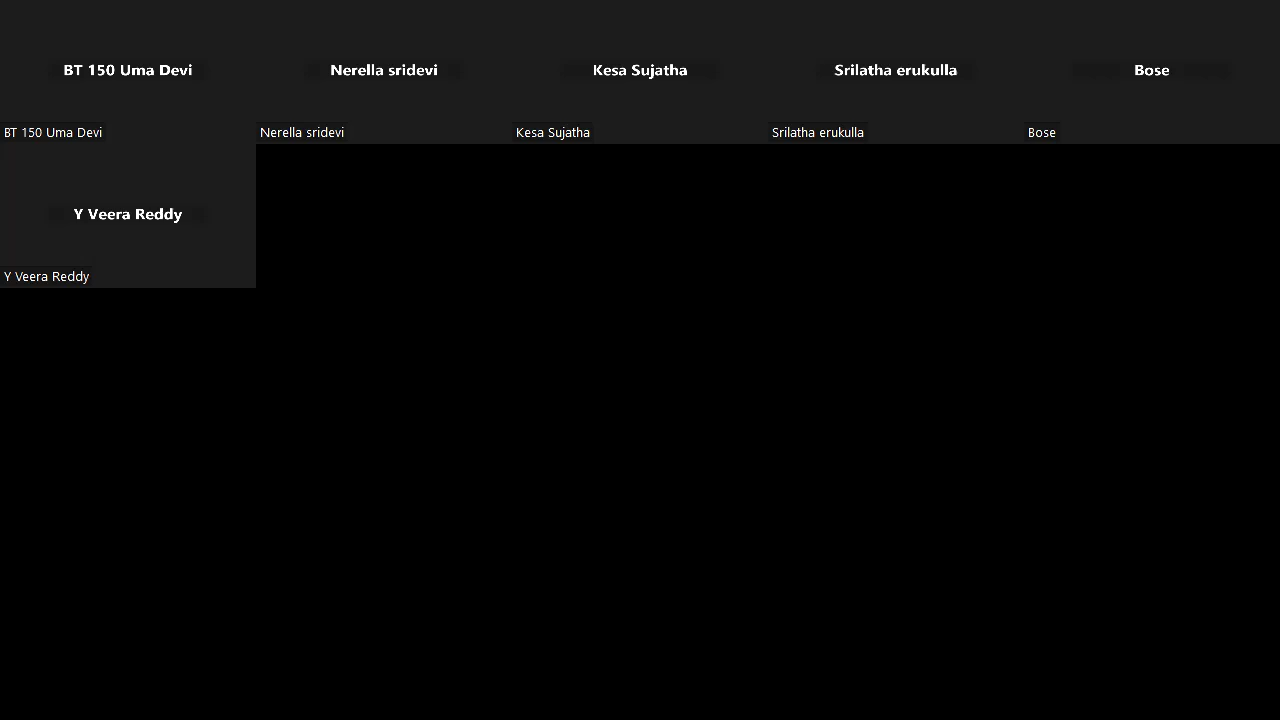 BT 150 Uma Devi
Nerella sridevi
Kesa Sujatha
Srilatha erukulla
Bose
BT 150 Uma Devi
Nerella sridevi
Kesa Sujatha
Srilatha erukulla
Bose
Y Veera Reddy
Y Veera Reddy